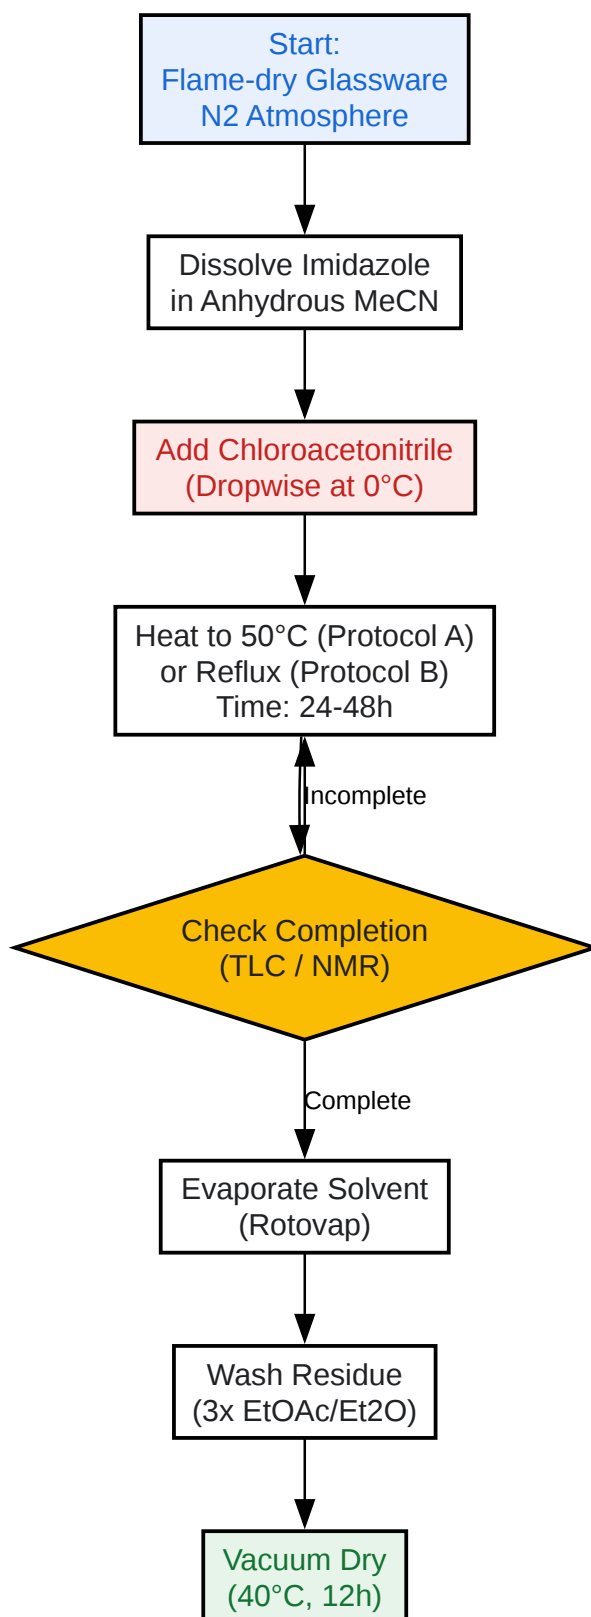 Start:
Flame-dry Glassware
N2 Atmosphere
Dissolve Imidazole
in Anhydrous MeCN
Add Chloroacetonitrile
(Dropwise at 0°C)
Heat to 50°C (Protocol A)
or Reflux (Protocol B)
Time: 24-48h
Incomplete
Check Completion
(TLC / NMR)
Complete
Evaporate Solvent
(Rotovap)
Wash Residue
(3x EtOAc/Et2O)
Vacuum Dry
(40°C, 12h)